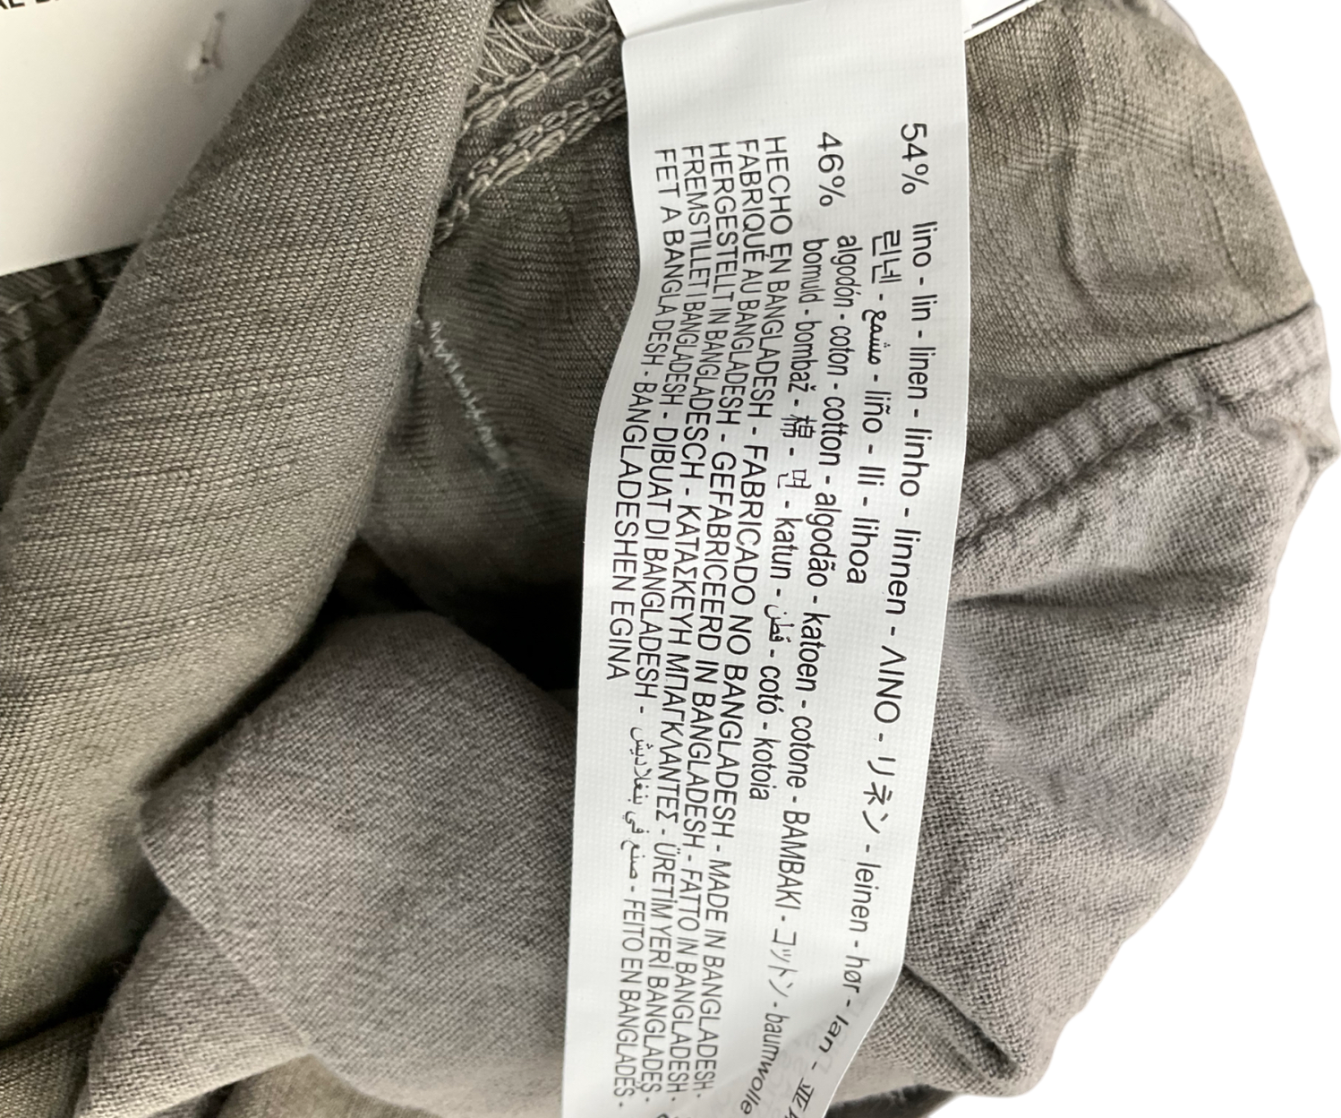 54% lino - lin - linen - linho - linnen - ΛΙΝΟ - リネン - leinen - hør - lan -
린넨 - مشمع - liño - lli - lihoa
46% algodón - coton - cotton - algodão - katoen - cotone - BAMBAKI - コットン - baumwolle
bomuld - bombaž - 棉 - 면 - katun - قطن - cotó - kotoia
HECHO EN BANGLADESH - FABRICADO NO BANGLADESH - MADE IN BANGLADESH -
FABRIQUÉ AU BANGLADESH - GEFABRICEERD IN BANGLADESH - FATTO IN BANGLADESH -
HERGESTELLT IN BANGLADESCH - ΚΑΤΑΣΚΕΥΗ ΜΠΑΓΚΛΑΝΤΕΣ - ÜRETİM YERİ BANGLADEŞ -
FREMSTILLET I BANGLADESH - DIBUAT DI BANGLADESH - صنع في بنغلاديش - FEITO EN BANGLADES -
FET A BANGLA DESH - BANGLADESHEN EGINA